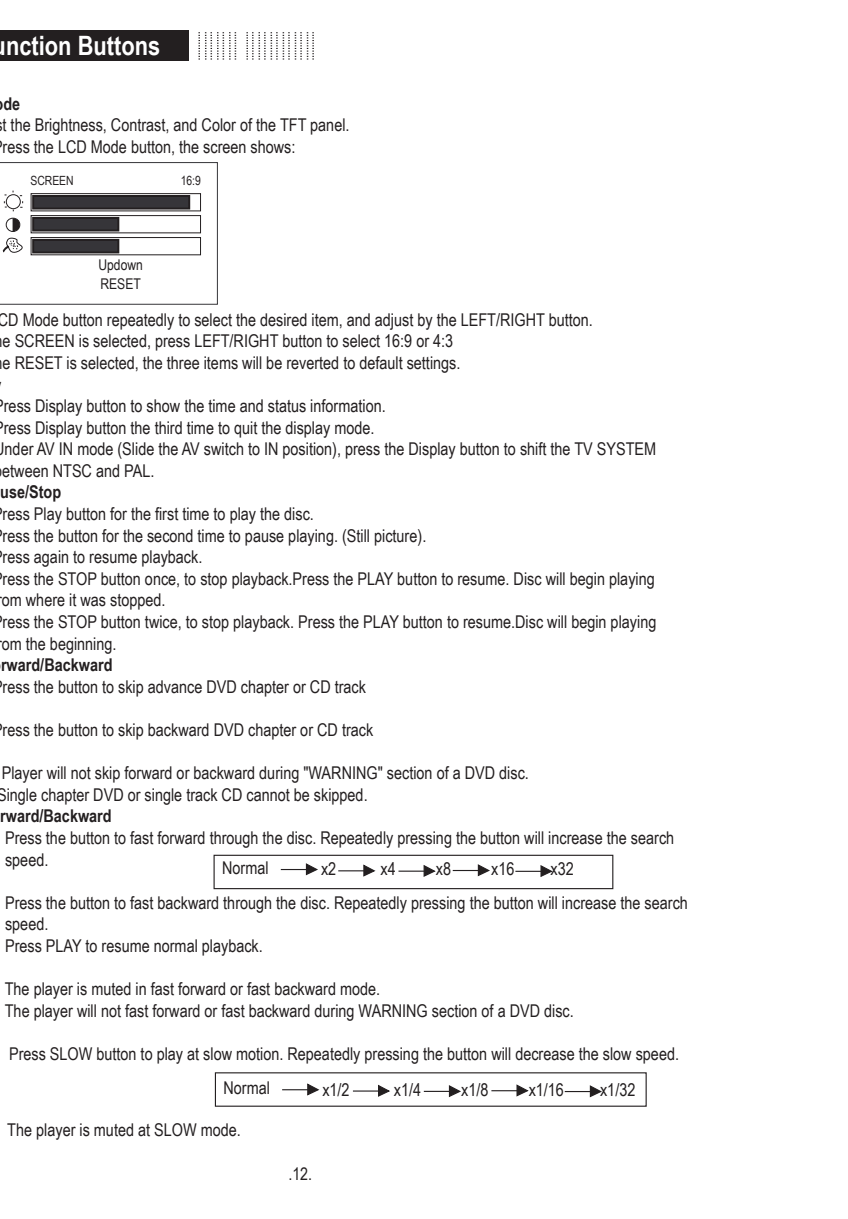 unction Buttons
ode
st the Brightness, Contrast, and Color of the TFT panel.
Press the LCD Mode button, the screen shows:
SCREEN 16:9
Updown
RESET
CD Mode button repeatedly to select the desired item, and adjust by the LEFT/RIGHT button.
he SCREEN is selected, press LEFT/RIGHT button to select 16:9 or 4:3
he RESET is selected, the three items will be reverted to default settings.
Press Display button to show the time and status information.
Press Display button the third time to quit the display mode.
Under AV IN mode (Slide the AV switch to IN position), press the Display button to shift the TV SYSTEM
between NTSC and PAL.
use/Stop
Press Play button for the first time to play the disc.
Press the button for the second time to pause playing. (Still picture).
Press again to resume playback.
Press the STOP button once, to stop playback.Press the PLAY button to resume. Disc will begin playing
from where it was stopped.
Press the STOP button twice, to stop playback. Press the PLAY button to resume.Disc will begin playing
from the beginning.
orward/Backward
Press the button to skip advance DVD chapter or CD track
Press the button to skip backward DVD chapter or CD track
Player will not skip forward or backward during "WARNING" section of a DVD disc.
Single chapter DVD or single track CD cannot be skipped.
rward/Backward
Press the button to fast forward through the disc. Repeatedly pressing the button will increase the search
speed.
Normal x2 x4 x8 x16 x32
Press the button to fast backward through the disc. Repeatedly pressing the button will increase the search
speed.
Press PLAY to resume normal playback.
The player is muted in fast forward or fast backward mode.
The player will not fast forward or fast backward during WARNING section of a DVD disc.
Press SLOW button to play at slow motion. Repeatedly pressing the button will decrease the slow speed.
Normal x1/2 x1/4 x1/8 x1/16 x1/32
The player is muted at SLOW mode.
.12.